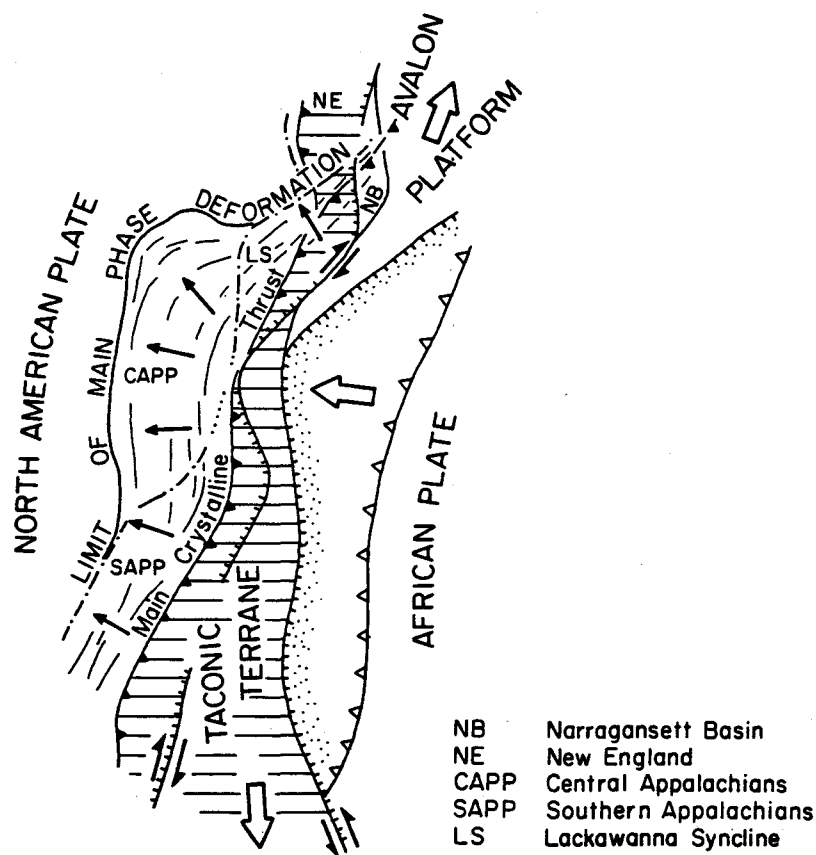 NE
AVALON
PLATFORM
NORTH AMERICAN PLATE
LIMIT OF MAIN PHASE DEFORMATION
NB
LS
Main Crystalline Thrust
CAPP
SAPP
TACONIC
TERRANE
AFRICAN PLATE
NB Narragansett Basin
NE New England
CAPP Central Appalachians
SAPP Southern Appalachians
LS Lackawanna Syncline